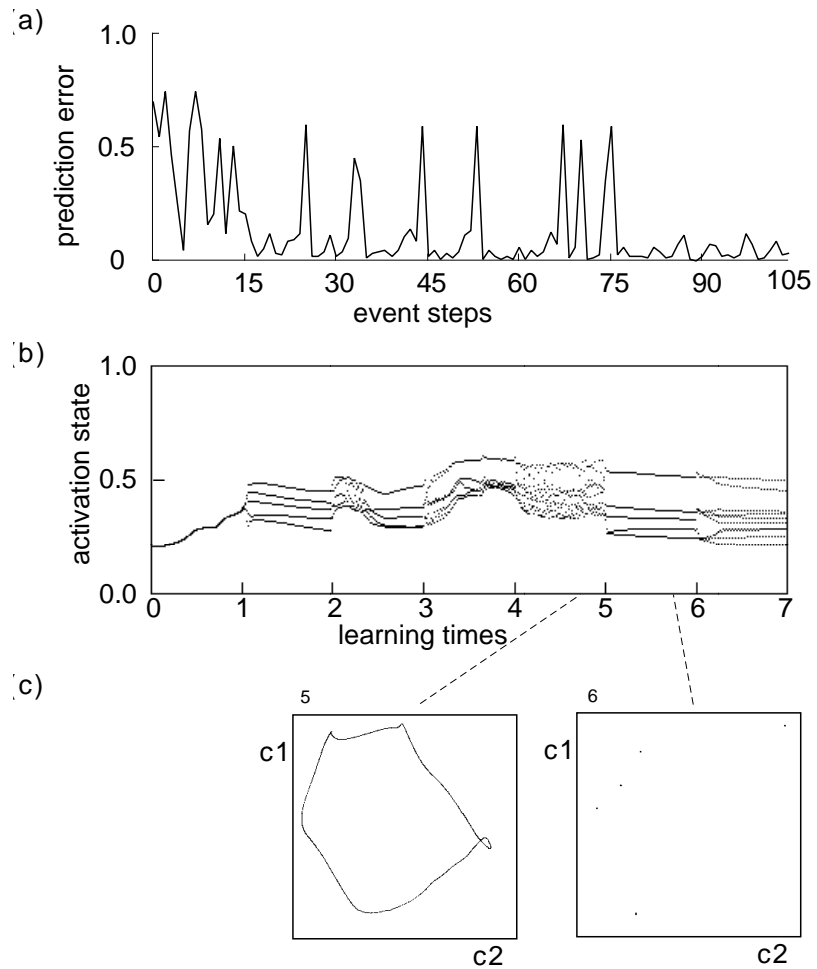 (a)
1.0
0.5
0
prediction error
0 15 30 45 60 75 90 105
event steps
(b)
1.0
0.5
0.0
activation state
0 1 2 3 4 5 6 7
learning times
(c)
5 6
c1 c1
c2 c2